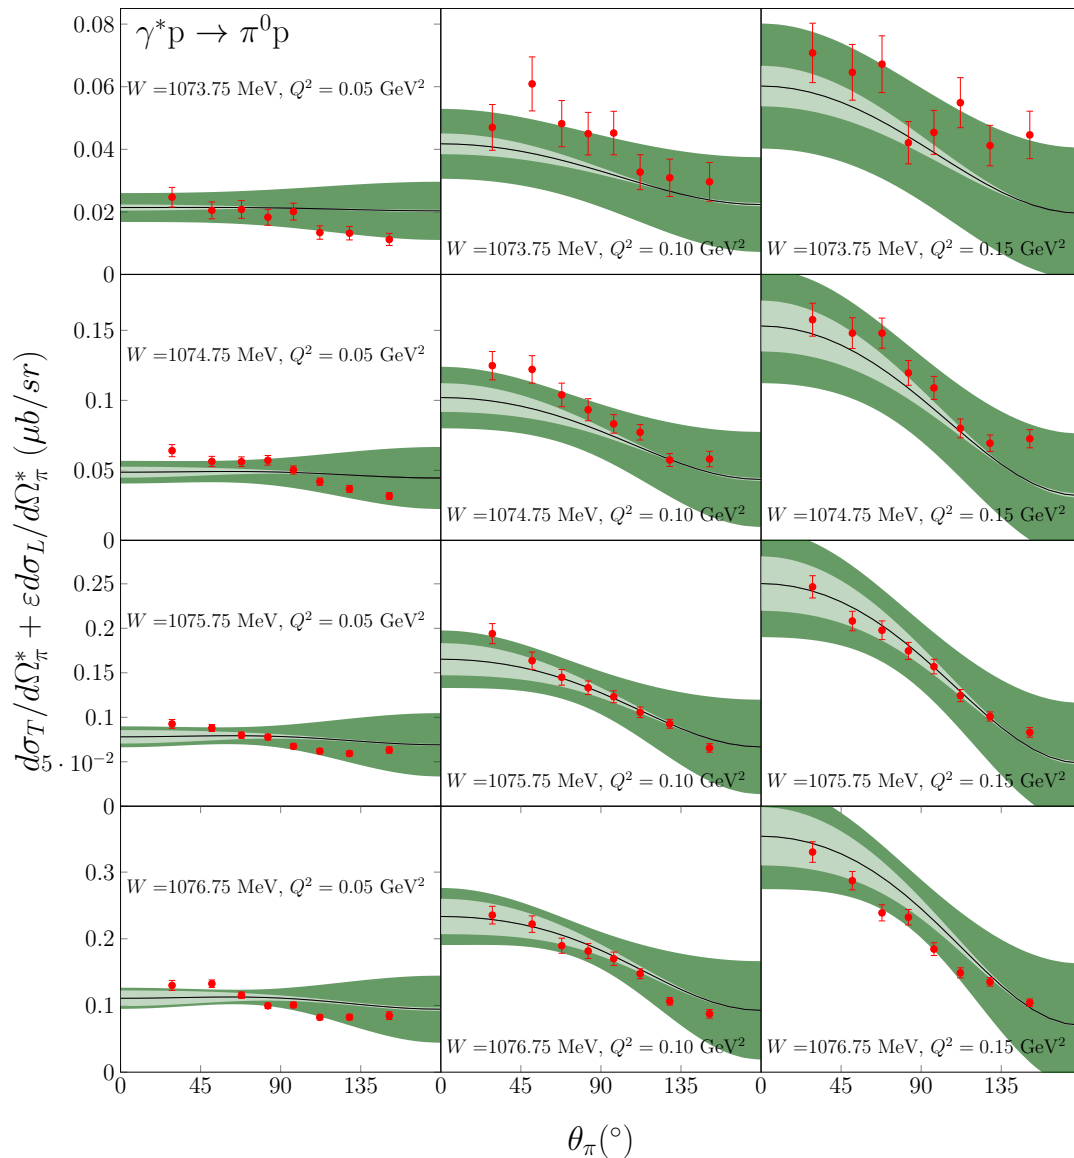 γ*p → π⁰p
W =1073.75 MeV, Q² = 0.05 GeV²
W =1073.75 MeV, Q² = 0.10 GeV²
W =1073.75 MeV, Q² = 0.15 GeV²
0.08
0.06
0.04
0.02
0
W =1074.75 MeV, Q² = 0.05 GeV²
W =1074.75 MeV, Q² = 0.10 GeV²
W =1074.75 MeV, Q² = 0.15 GeV²
0.15
0.1
0.05
0
W =1075.75 MeV, Q² = 0.05 GeV²
W =1075.75 MeV, Q² = 0.10 GeV²
W =1075.75 MeV, Q² = 0.15 GeV²
0.25
0.2
0.15
0.1
5 · 10⁻²
0
W =1076.75 MeV, Q² = 0.05 GeV²
W =1076.75 MeV, Q² = 0.10 GeV²
W =1076.75 MeV, Q² = 0.15 GeV²
0.3
0.2
0.1
0
0 45 90 135 0 45 90 135 0 45 90 135
dσ_T/dΩ*_π + εdσ_L/dΩ*_π (μb/sr)
θ_π(°)